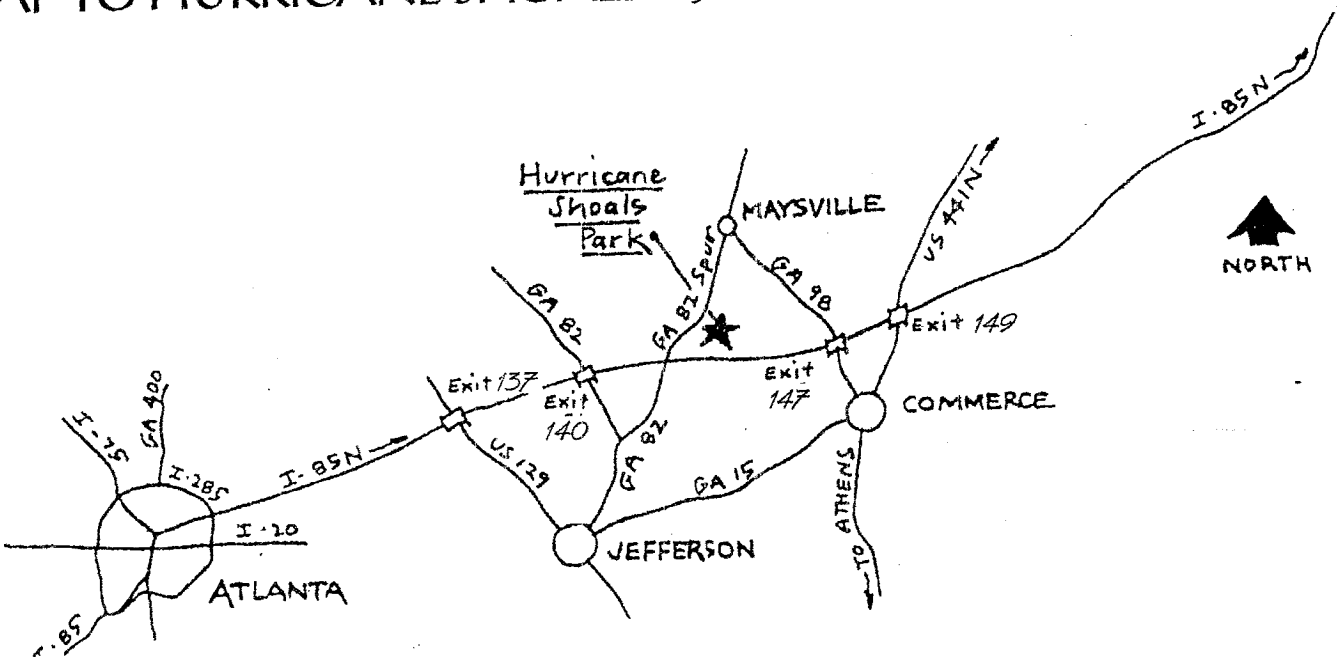 Hurricane
Shoals
Park
MAYSVILLE
US 441N
I-85N
NORTH
GA 82
GA 82 Spur
GA 98
Exit 149
Exit 137
Exit
140
Exit
147
COMMERCE
I-75
GA 400
I-285
I-85N
US 129
GA 82
GA 15
I-20
TO ATHENS
JEFFERSON
ATLANTA
I-85